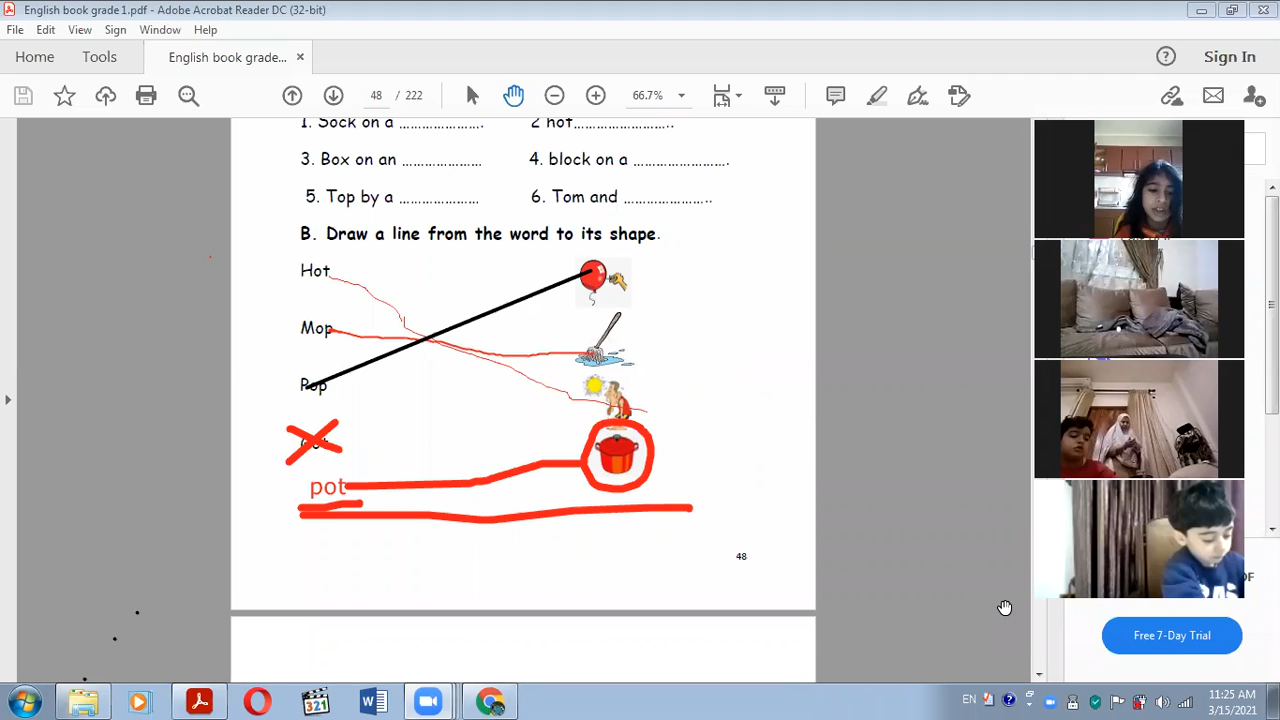 English book grade1.pdf - Adobe Acrobat Reader DC (32-bit)
File Edit View Sign Window Help
Home Tools English book grade... × Sign In
48 / 222 66.7%
1. Sock on a ...................... 2 hot........................
3. Box on an .................. 4. block on a ........................
5. Top by a .................. 6. Tom and ......................
B. Draw a line from the word to its shape.
Hot
Mop
Pop
pot
48
Free 7-Day Trial
321
EN
11:25 AM
3/15/2021